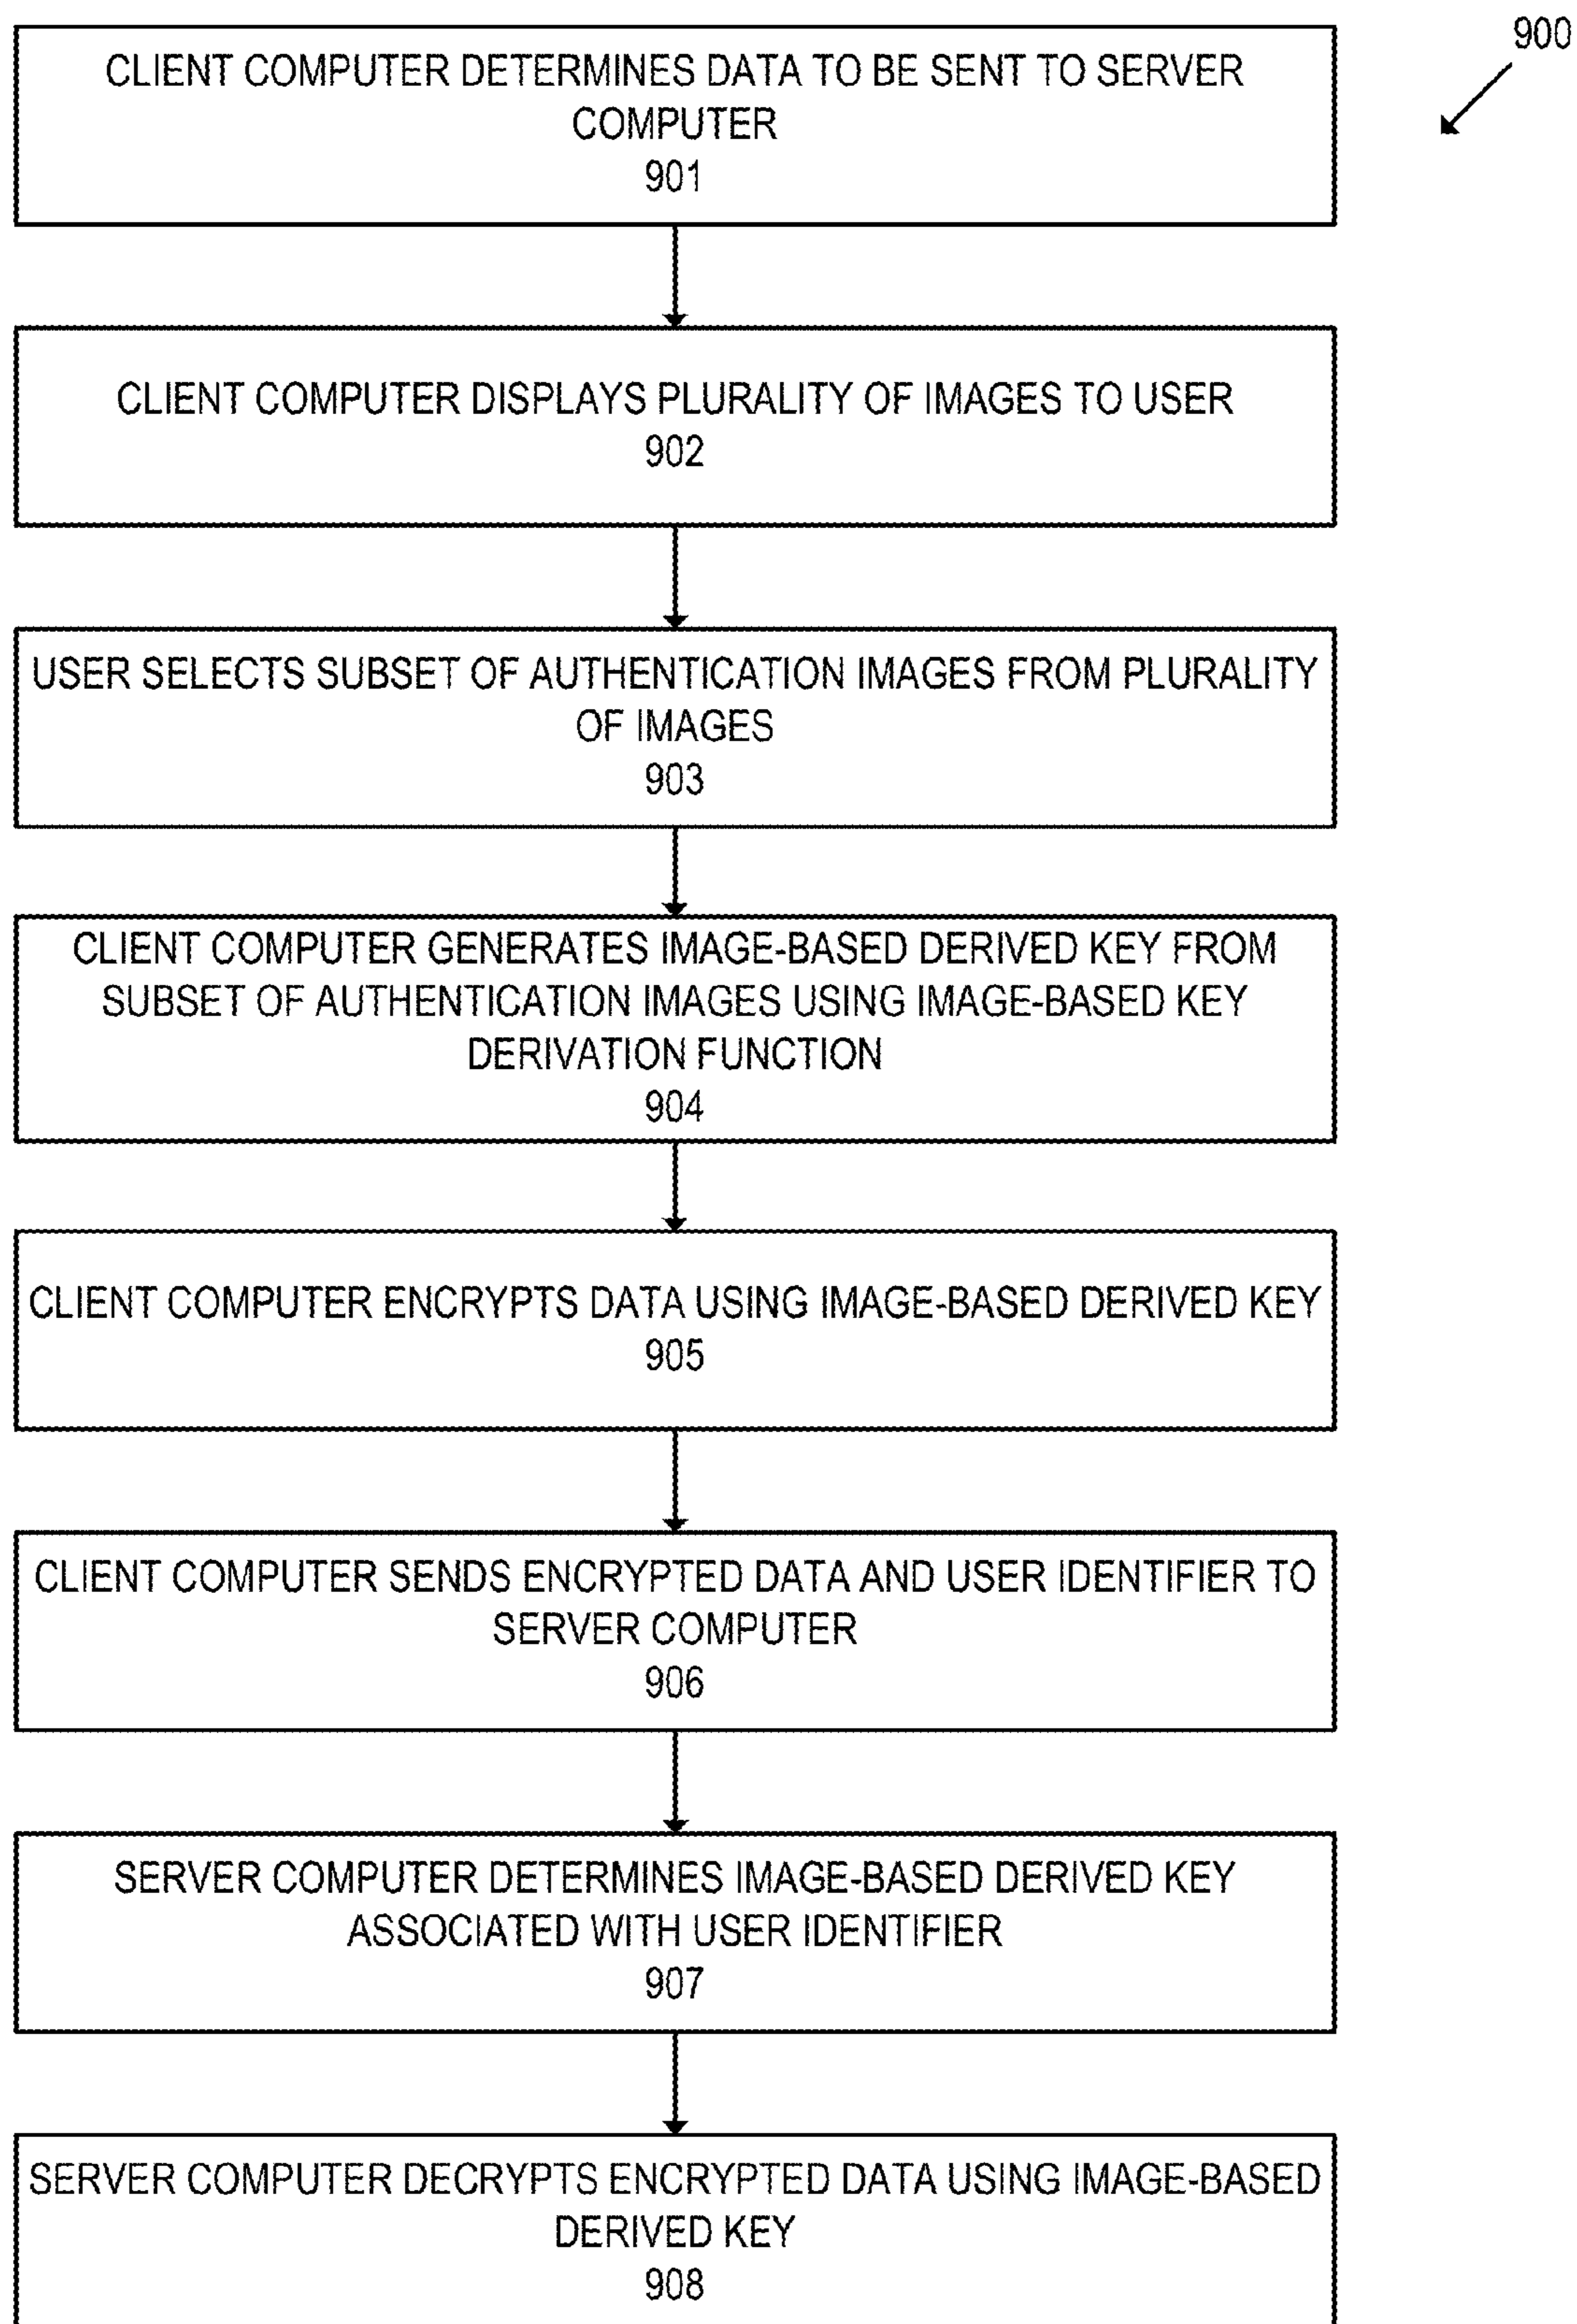 900
CLIENT COMPUTER DETERMINES DATA TO BE SENT TO SERVER
COMPUTER
901
CLIENT COMPUTER DISPLAYS PLURALITY OF IMAGES TO USER
902
USER SELECTS SUBSET OF AUTHENTICATION IMAGES FROM PLURALITY
OF IMAGES
903
CLIENT COMPUTER GENERATES IMAGE-BASED DERIVED KEY FROM
SUBSET OF AUTHENTICATION IMAGES USING IMAGE-BASED KEY
DERIVATION FUNCTION
904
CLIENT COMPUTER ENCRYPTS DATA USING IMAGE-BASED DERIVED KEY
905
CLIENT COMPUTER SENDS ENCRYPTED DATA AND USER IDENTIFIER TO
SERVER COMPUTER
906
SERVER COMPUTER DETERMINES IMAGE-BASED DERIVED KEY
ASSOCIATED WITH USER IDENTIFIER
907
SERVER COMPUTER DECRYPTS ENCRYPTED DATA USING IMAGE-BASED
DERIVED KEY
908